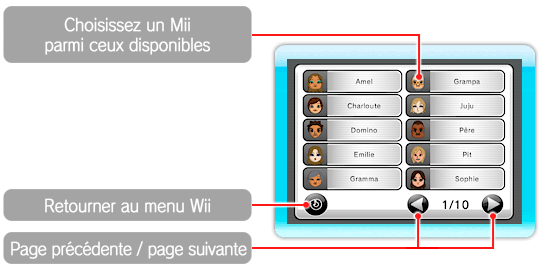 Choisissez un Mii
parmi ceux disponibles
Amel
Grampa
Charloute
Juju
Domino
Père
Emilie
Pit
Gramma
Sophie
Retourner au menu Wii
1/10
Page précédente / page suivante